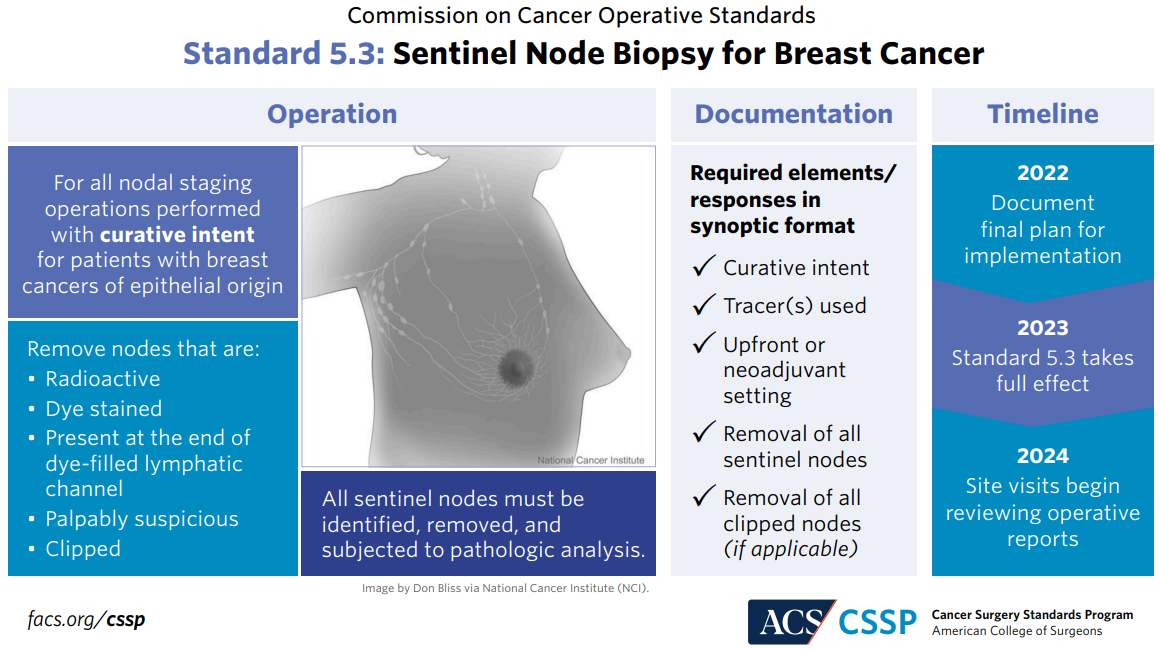 Commission on Cancer Operative Standards
Standard 5.3: Sentinel Node Biopsy for Breast Cancer
Operation
For all nodal staging
operations performed
with curative intent
for patients with breast
cancers of epithelial origin
Remove nodes that are:
• Radioactive
• Dye stained
• Present at the end of
dye-filled lymphatic
channel
• Palpably suspicious
• Clipped
National Cancer Institute
All sentinel nodes must be
identified, removed, and
subjected to pathologic analysis.
Image by Don Bliss via National Cancer Institute (NCI).
Documentation
Required elements/
responses in
synoptic format
✓ Curative intent
✓ Tracer(s) used
✓ Upfront or
neoadjuvant
setting
✓ Removal of all
sentinel nodes
✓ Removal of all
clipped nodes
(if applicable)
Timeline
2022
Document
final plan for
implementation
2023
Standard 5.3 takes
full effect
2024
Site visits begin
reviewing operative
reports
facs.org/cssp
ACS CSSP
Cancer Surgery Standards Program
American College of Surgeons